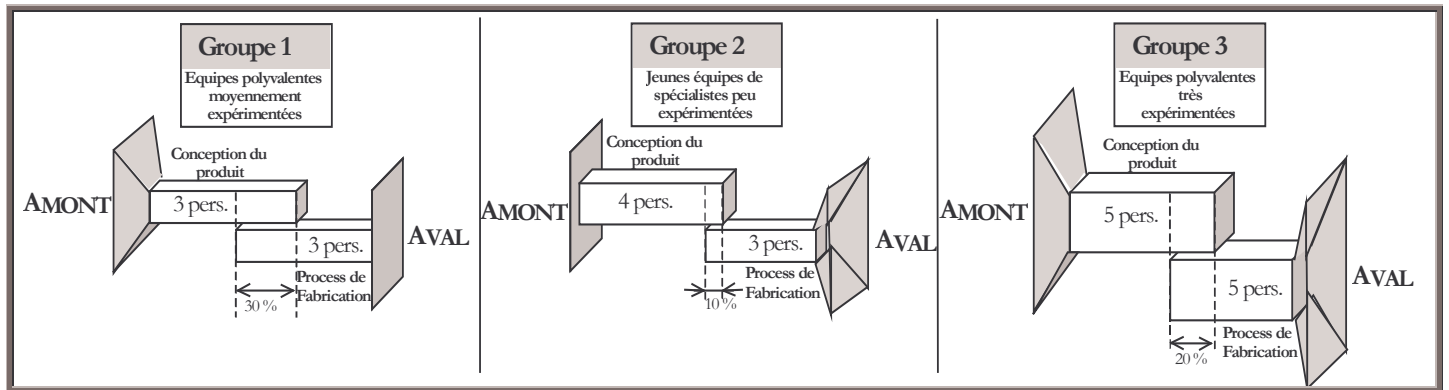 Groupe 1
Equipes polyvalentes
moyennement
expérimentées
Conception du
produit
AMONT
3 pers.
3 pers.
AVAL
Process de
Fabrication
30 %
Groupe 2
Jeunes équipes de
spécialistes peu
expérimentées
Conception du
produit
AMONT
4 pers.
3 pers.
AVAL
Process de
Fabrication
10 %
Groupe 3
Equipes polyvalentes
très
expérimentées
Conception du
produit
AMONT
5 pers.
5 pers.
AVAL
Process de
Fabrication
20 %